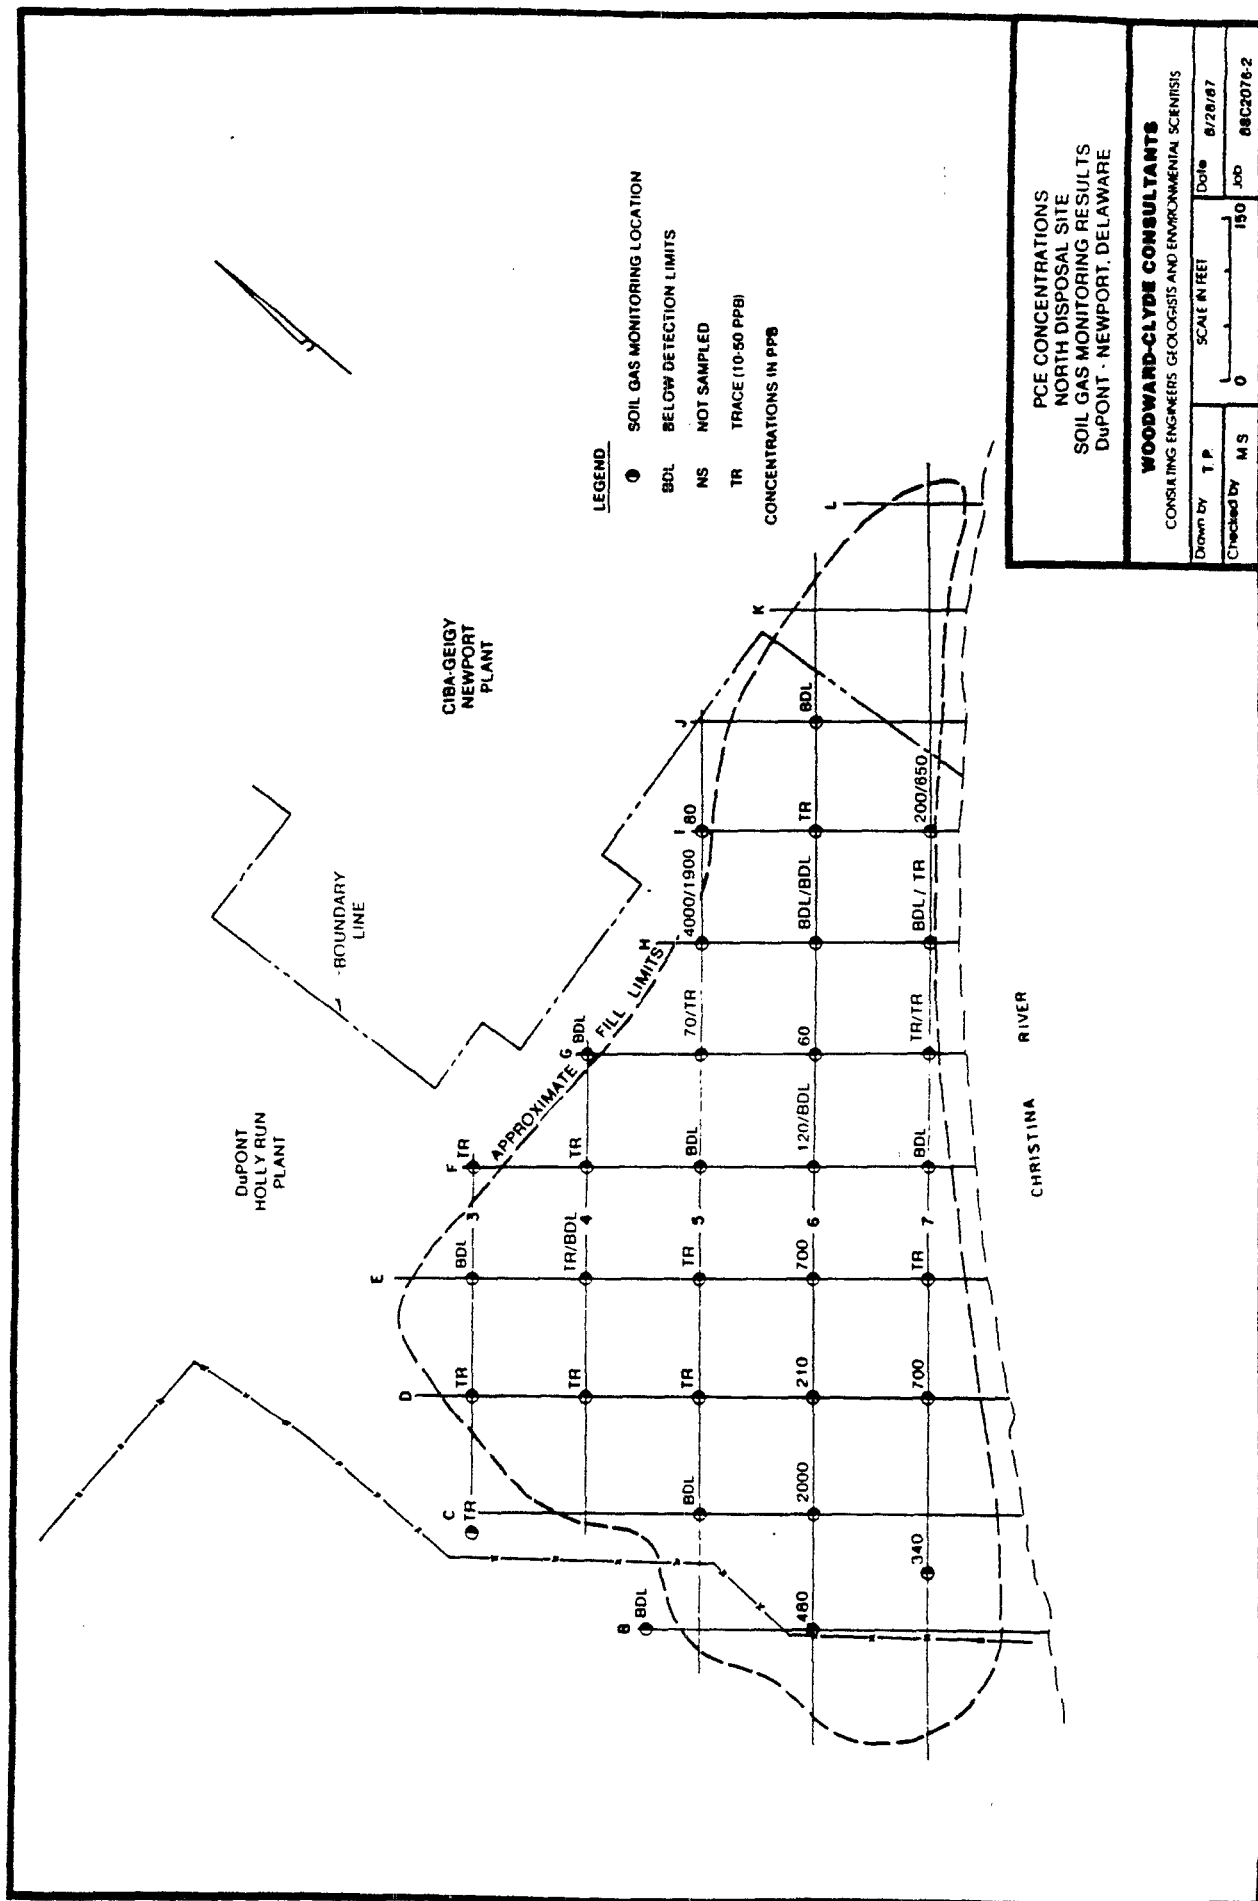 DuPONT
HOLLY RUN
PLANT
BOUNDARY
LINE
CIBA-GEIGY
NEWPORT
PLANT
LEGEND
SOIL GAS MONITORING LOCATION
BDL BELOW DETECTION LIMITS
NS NOT SAMPLED
TR TRACE (10-50 PPB)
CONCENTRATIONS IN PPB
APPROXIMATE FILL LIMITS
B
C
D
E
F
G
H
I
J
K
L
TR
TR
BDL
3
TR
TR
TR/BDL
4
TR
BDL
BDL
BDL
TR
TR
5
BDL
70/TR
4000/1900
80
480
2000
210
700
6
120/BDL
60
BDL/BDL
TR
BDL
340
700
TR
7
BDL
TR/TR
BDL / TR
200/650
CHRISTINA RIVER
PCE CONCENTRATIONS
NORTH DISPOSAL SITE
SOIL GAS MONITORING RESULTS
DuPONT - NEWPORT, DELAWARE
WOODWARD-CLYDE CONSULTANTS
CONSULTING ENGINEERS GEOLOGISTS AND ENVIRONMENTAL SCIENTISTS
Drawn by T.P.
SCALE IN FEET
Date 8/28/87
Checked by MS
0 150
Job 88C2076-2